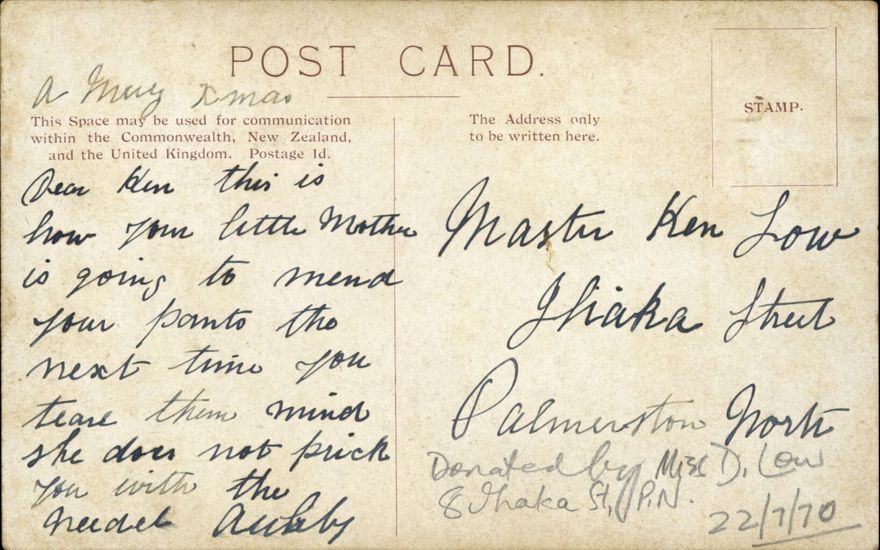 POST CARD.
A Merry Xmas
This Space may be used for communication
within the Commonwealth, New Zealand,
and the United Kingdom. Postage 1d.
Dear Ken this is
how your little Mother
is going to mend
your pants the
next time you
teare them mind
she does not prick
you with the
needel
The Address only
to be written here.
STAMP.
Master Ken Low
Ihaka Street
Palmerston North
Donated by Miss D. Low
8 Ihaka St, P.N.
22/7/70